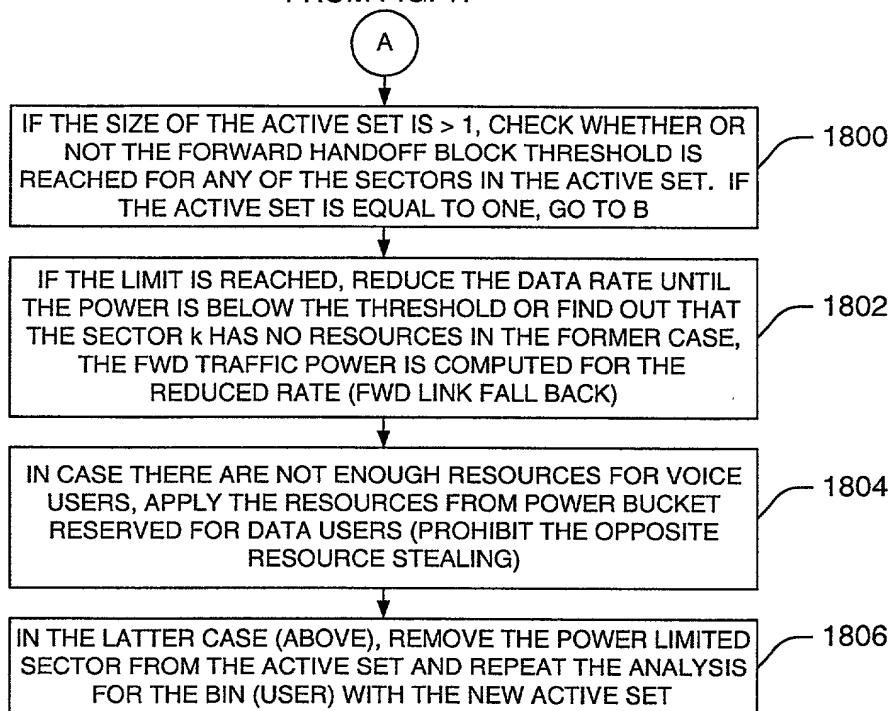 A
IF THE SIZE OF THE ACTIVE SET IS > 1, CHECK WHETHER OR
NOT THE FORWARD HANDOFF BLOCK THRESHOLD IS
REACHED FOR ANY OF THE SECTORS IN THE ACTIVE SET. IF
THE ACTIVE SET IS EQUAL TO ONE, GO TO B
1800
IF THE LIMIT IS REACHED, REDUCE THE DATA RATE UNTIL
THE POWER IS BELOW THE THRESHOLD OR FIND OUT THAT
THE SECTOR k HAS NO RESOURCES IN THE FORMER CASE,
THE FWD TRAFFIC POWER IS COMPUTED FOR THE
REDUCED RATE (FWD LINK FALL BACK)
1802
IN CASE THERE ARE NOT ENOUGH RESOURCES FOR VOICE
USERS, APPLY THE RESOURCES FROM POWER BUCKET
RESERVED FOR DATA USERS (PROHIBIT THE OPPOSITE
RESOURCE STEALING)
1804
IN THE LATTER CASE (ABOVE), REMOVE THE POWER LIMITED
SECTOR FROM THE ACTIVE SET AND REPEAT THE ANALYSIS
FOR THE BIN (USER) WITH THE NEW ACTIVE SET
1806